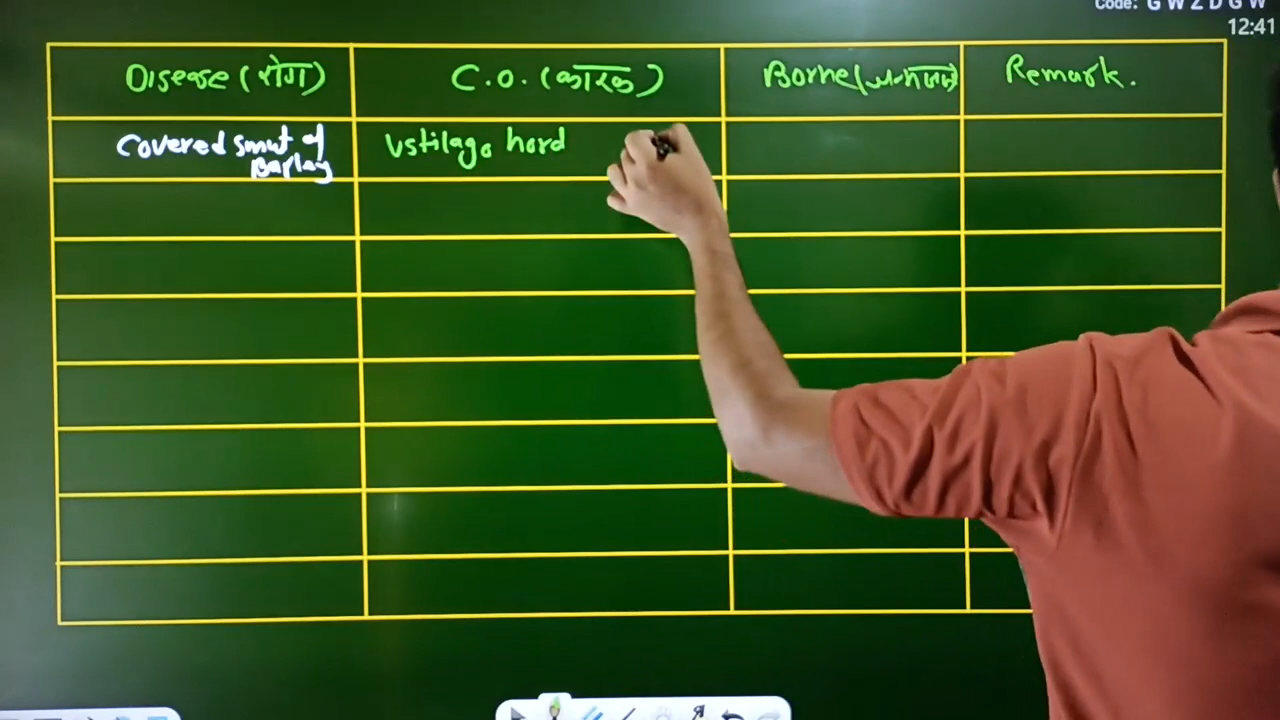 Code: G W Z D G W
12:41
Disease (रोग) C.O. (कारक) Borne Remark.
Covered Smut of Barley Ustilago hord